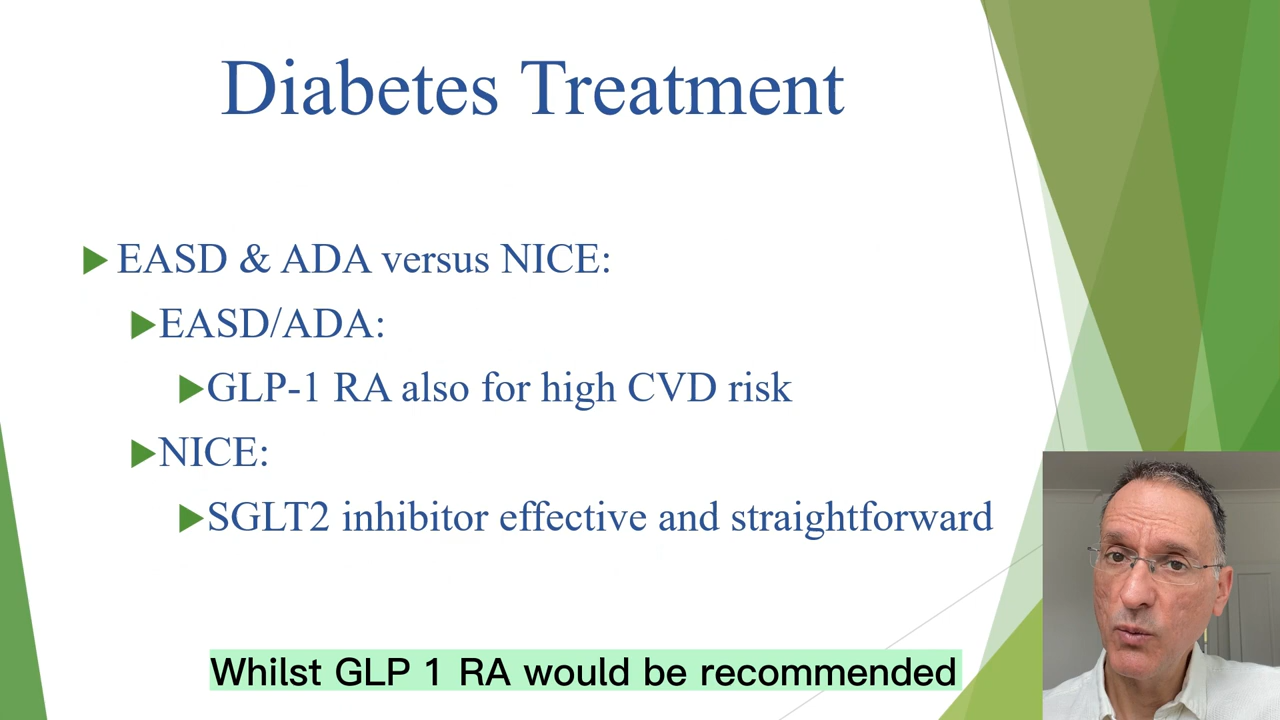 Diabetes Treatment
EASD & ADA versus NICE:
EASD/ADA:
GLP-1 RA also for high CVD risk
NICE:
SGLT2 inhibitor effective and straightforward
Whilst GLP 1 RA would be recommended